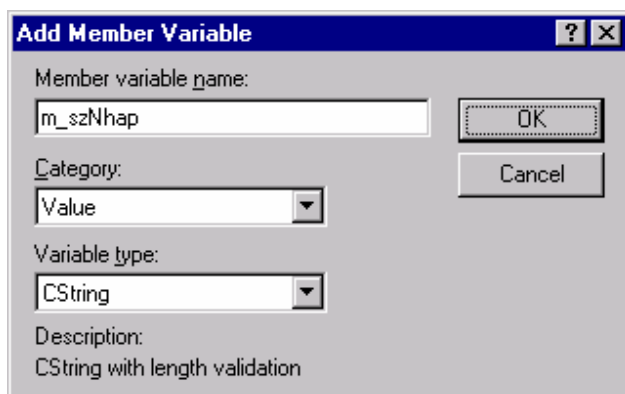 Add Member Variable
Member variable name:
m_szNhap
OK
Category:
Cancel
Value
Variable type:
CString
Description:
CString with length validation